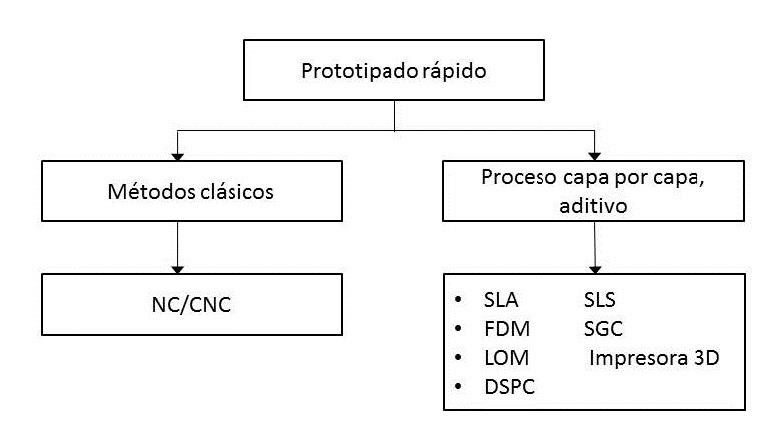 Prototipado rápido
Métodos clásicos
Proceso capa por capa,
aditivo
NC/CNC
• SLA SLS
• FDM SGC
• LOM Impresora 3D
• DSPC